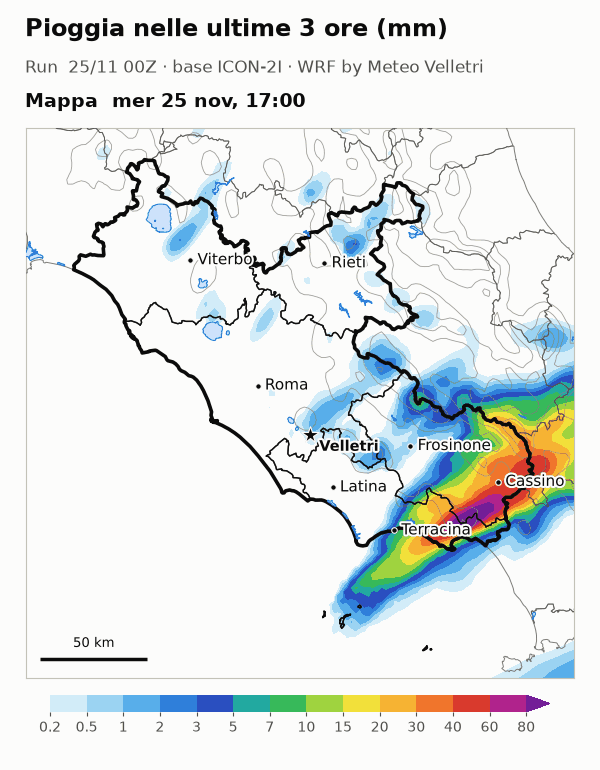 Pioggia nelle ultime 3 ore (mm)
Run  25/11 00Z · base ICON-2I · WRF by Meteo Velletri
Mappa  mer 25 nov, 17:00
Viterbo
Rieti
Roma
Velletri
Frosinone
Latina
Cassino
Terracina
50 km
0.2 0.5 1 2 3 5 7 10 15 20 30 40 60 80